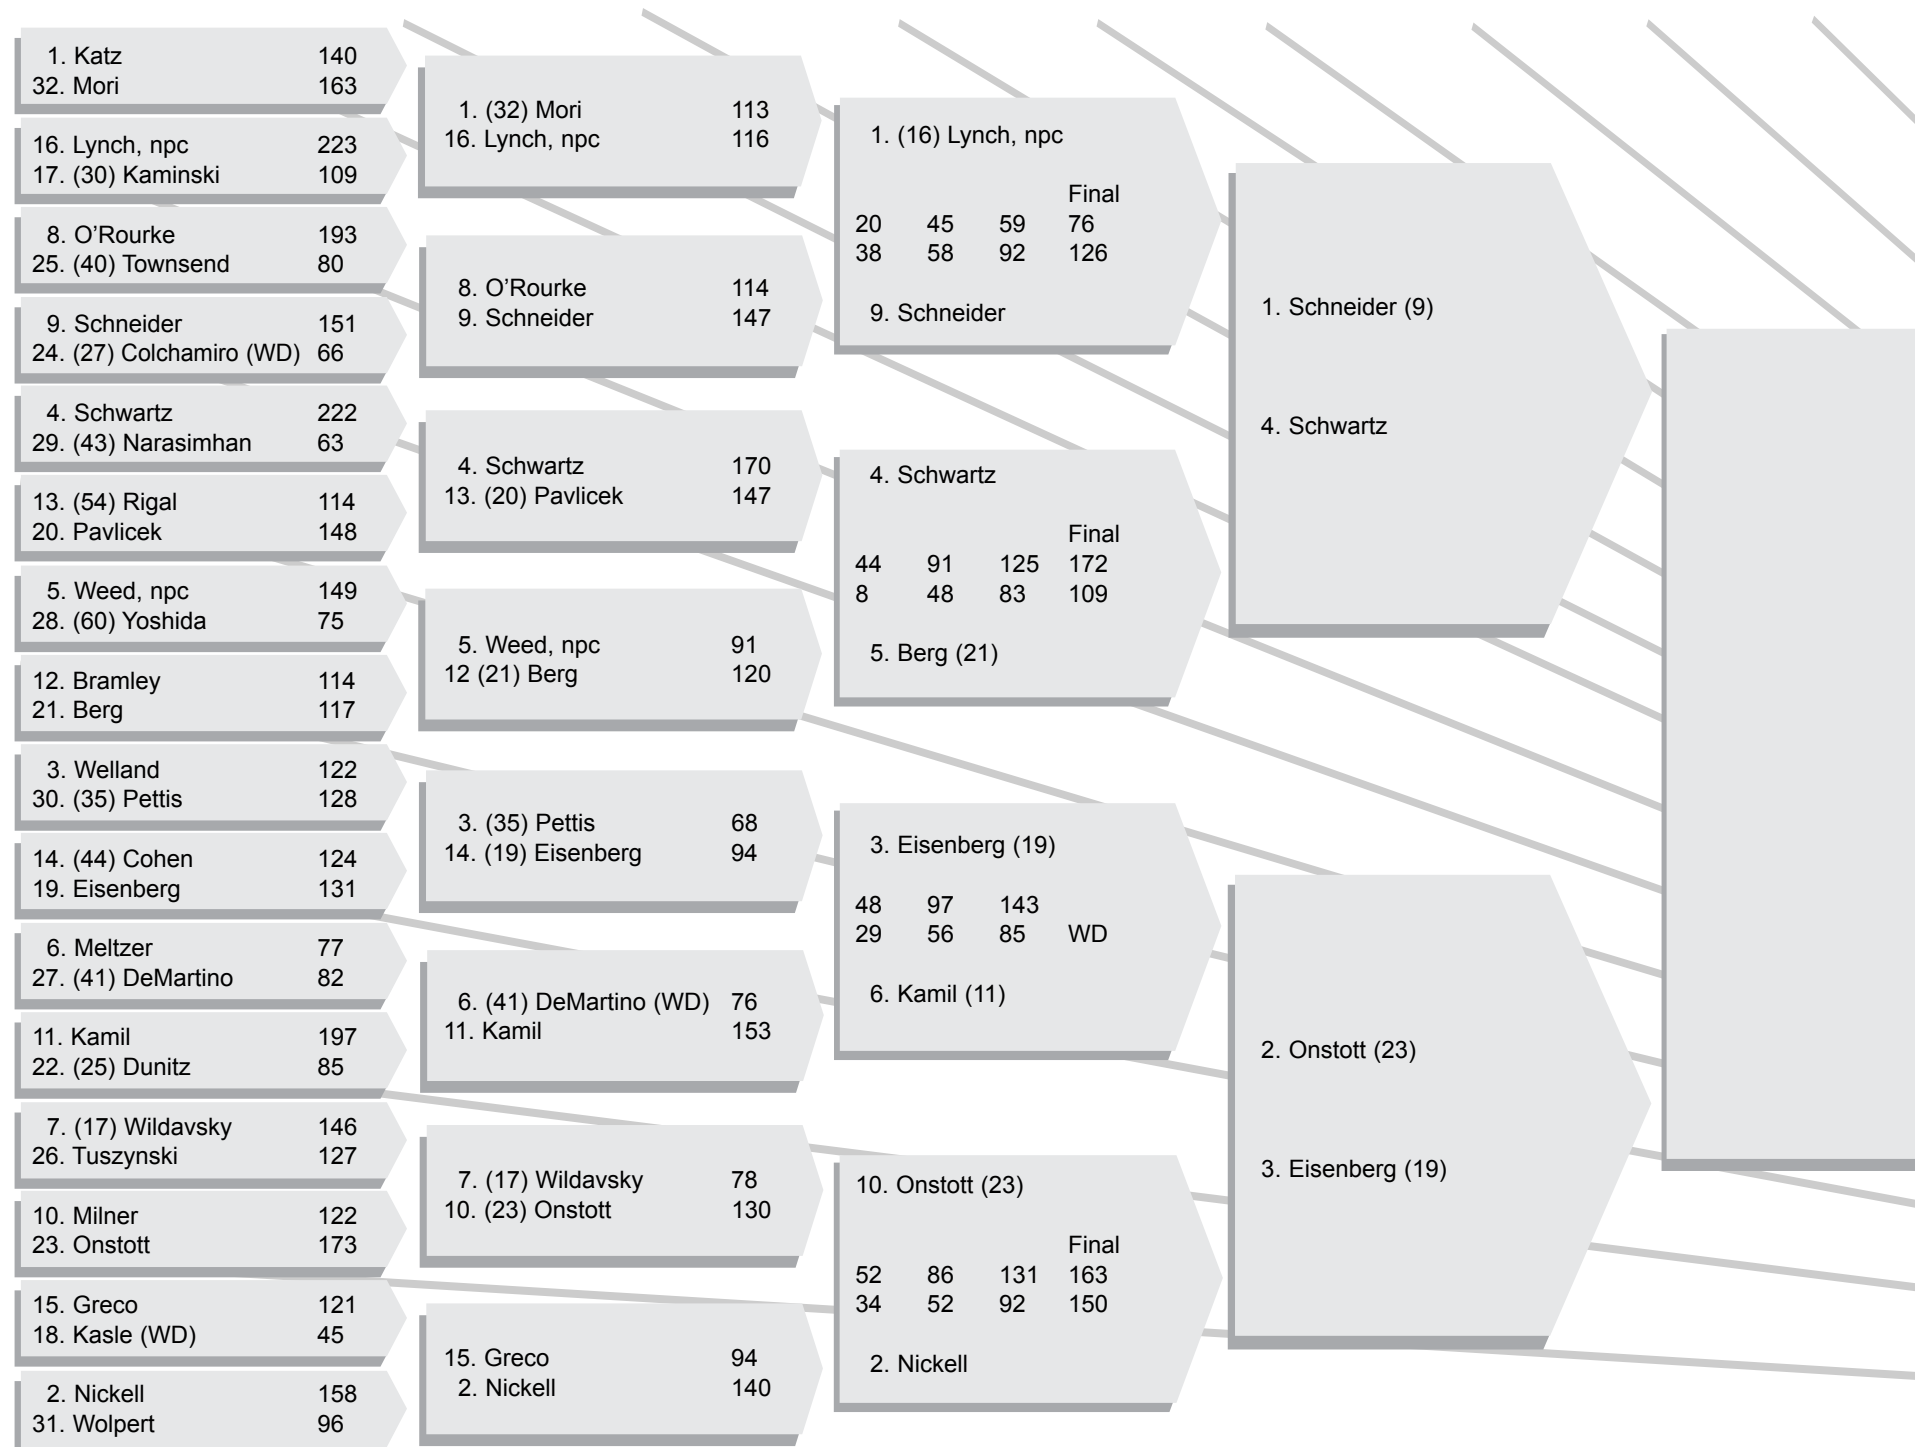 1. Katz 140
32. Mori 163
16. Lynch, npc 223
17. (30) Kaminski 109
8. O’Rourke 193
25. (40) Townsend 80
9. Schneider 151
24. (27) Colchamiro (WD) 66
4. Schwartz 222
29. (43) Narasimhan 63
13. (54) Rigal 114
20. Pavlicek 148
5. Weed, npc 149
28. (60) Yoshida 75
12. Bramley 114
21. Berg 117
3. Welland 122
30. (35) Pettis 128
14. (44) Cohen 124
19. Eisenberg 131
6. Meltzer 77
27. (41) DeMartino 82
11. Kamil 197
22. (25) Dunitz 85
7. (17) Wildavsky 146
26. Tuszynski 127
10. Milner 122
23. Onstott 173
15. Greco 121
18. Kasle (WD) 45
2. Nickell 158
31. Wolpert 96
1. (32) Mori 113
16. Lynch, npc 116
8. O’Rourke 114
9. Schneider 147
4. Schwartz 170
13. (20) Pavlicek 147
5. Weed, npc 91
12 (21) Berg 120
3. (35) Pettis 68
14. (19) Eisenberg 94
6. (41) DeMartino (WD) 76
11. Kamil 153
7. (17) Wildavsky 78
10. (23) Onstott 130
15. Greco 94
2. Nickell 140
1. (16) Lynch, npc
Final
20 45 59 76
38 58 92 126
9. Schneider
4. Schwartz
Final
44 91 125 172
8 48 83 109
5. Berg (21)
3. Eisenberg (19)
48 97 143
29 56 85 WD
6. Kamil (11)
10. Onstott (23)
Final
52 86 131 163
34 52 92 150
2. Nickell
1. Schneider (9)
4. Schwartz
2. Onstott (23)
3. Eisenberg (19)